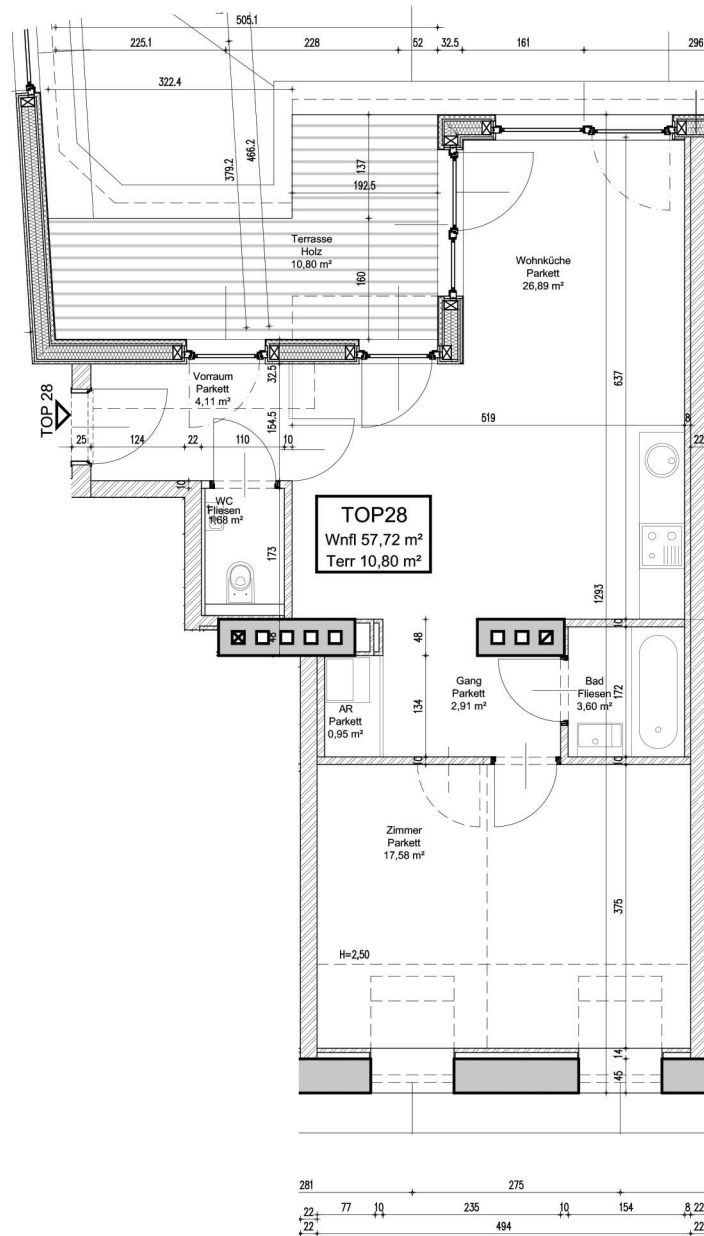 505.1
225.1
228
52
32.5
161
296
322.4
379.2
466.2
137
192.5
Terrasse
Holz
10,80 m²
160
Wohnküche
Parkett
26,89 m²
Vorraum
Parkett
4,11 m²
32.5
637
TOP 28
154.5
519
8
25
124
22
110
10
22
10
WC
Fliesen
1,68 m²
TOP28
Wnfl 57,72 m²
Terr 10,80 m²
173
1293
48
48
10
Gang
Parkett
2,91 m²
Bad
Fliesen
3,60 m²
172
134
AR
Parkett
0,95 m²
10
10
Zimmer
Parkett
17,58 m²
375
H=2,50
14
45
281
275
22
77
10
235
10
154
8
22
22
494
22